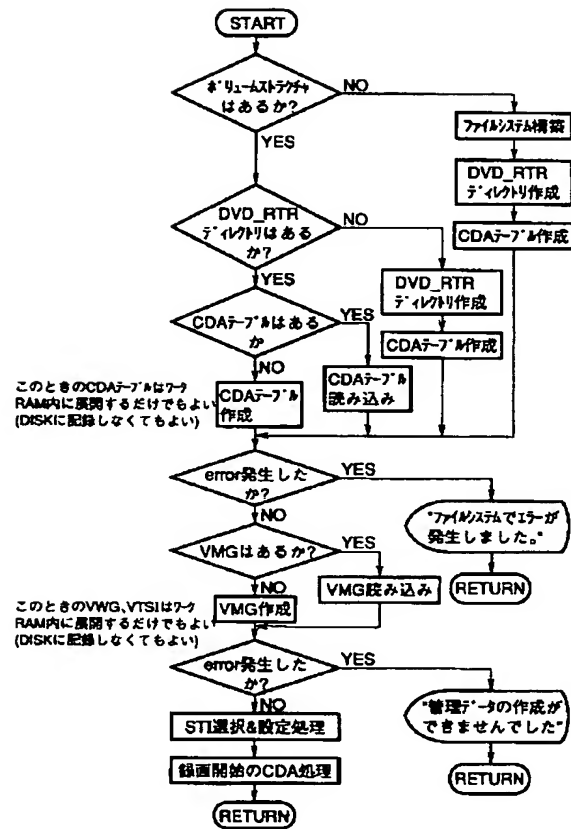 START
ボリュームストラクチャ
はあるか?
NO
YES
ファイルシステム構築
DVD_RTR
ディレクトリ作成
CDAテーブル作成
DVD_RTR
ディレクトリはある
か?
NO
YES
DVD_RTR
ディレクトリ作成
CDAテーブル作成
CDAテーブルはある
か
YES
NO
CDAテーブル
読み込み
このときのCDAテーブルはワーク
RAM内に展開するだけでもよい
(DISKに記録しなくてもよい)
CDAテーブル
作成
error発生した
か?
YES
NO
"ファイルシステムでエラーが
発生しました。"
RETURN
VMGはあるか?
YES
NO
VMG読み込み
このときのVWG、VTSIはワーク
RAM内に展開するだけでもよい
(DISKに記録しなくてもよい)
VMG作成
error発生した
か?
YES
NO
"管理データの作成が
できませんでした"
RETURN
STI選択&設定処理
録画開始のCDA処理
RETURN